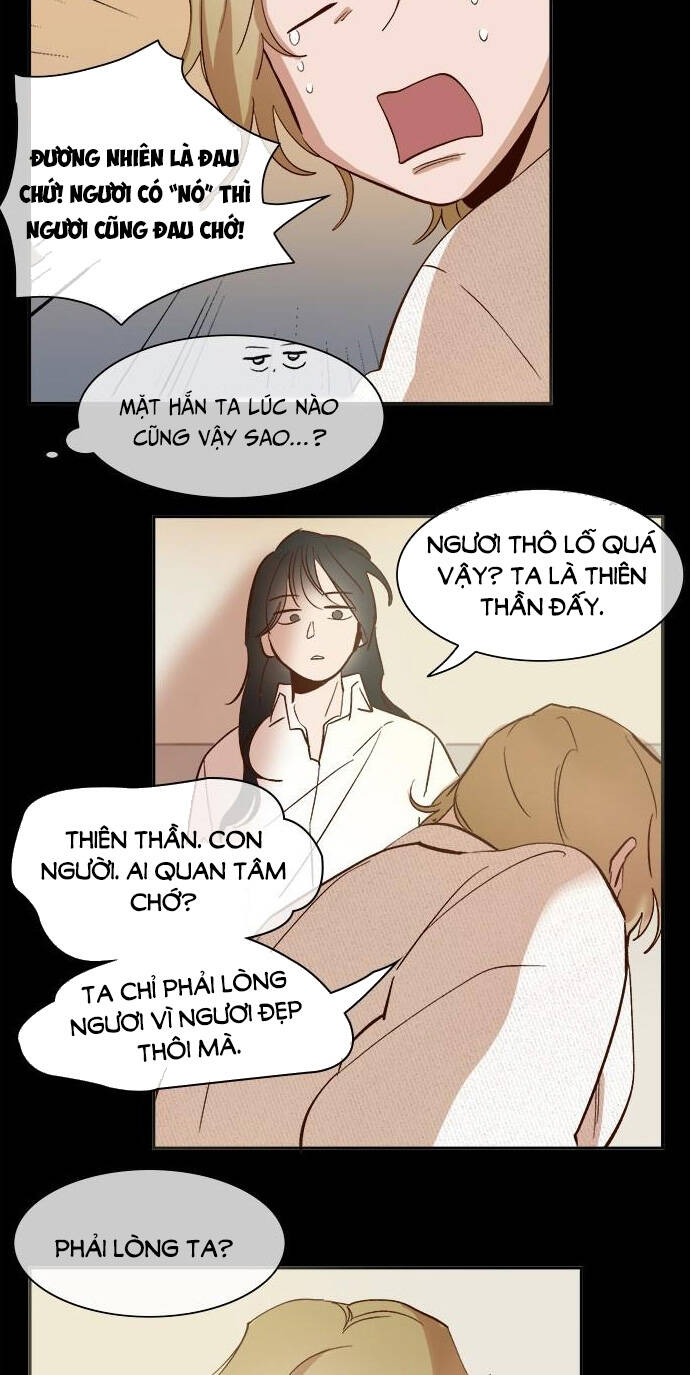 ĐƯƠNG NHIÊN LÀ ĐAU
CHỨ! NGƯƠI CÓ “NÓ” THÌ
NGƯƠI CŨNG ĐAU CHỚ!
MẶT HẮN TA LÚC NÀO
CŨNG VẬY SAO...?
NGƯƠI THÔ LỖ QUÁ
VẬY? TA LÀ THIÊN
THẦN ĐẤY.
THIÊN THẦN. CON
NGƯỜI. AI QUAN TÂM
CHỚ?
TA CHỈ PHẢI LÒNG
NGƯƠI VÌ NGƯƠI ĐẸP
THÔI MÀ.
PHẢI LÒNG TA?